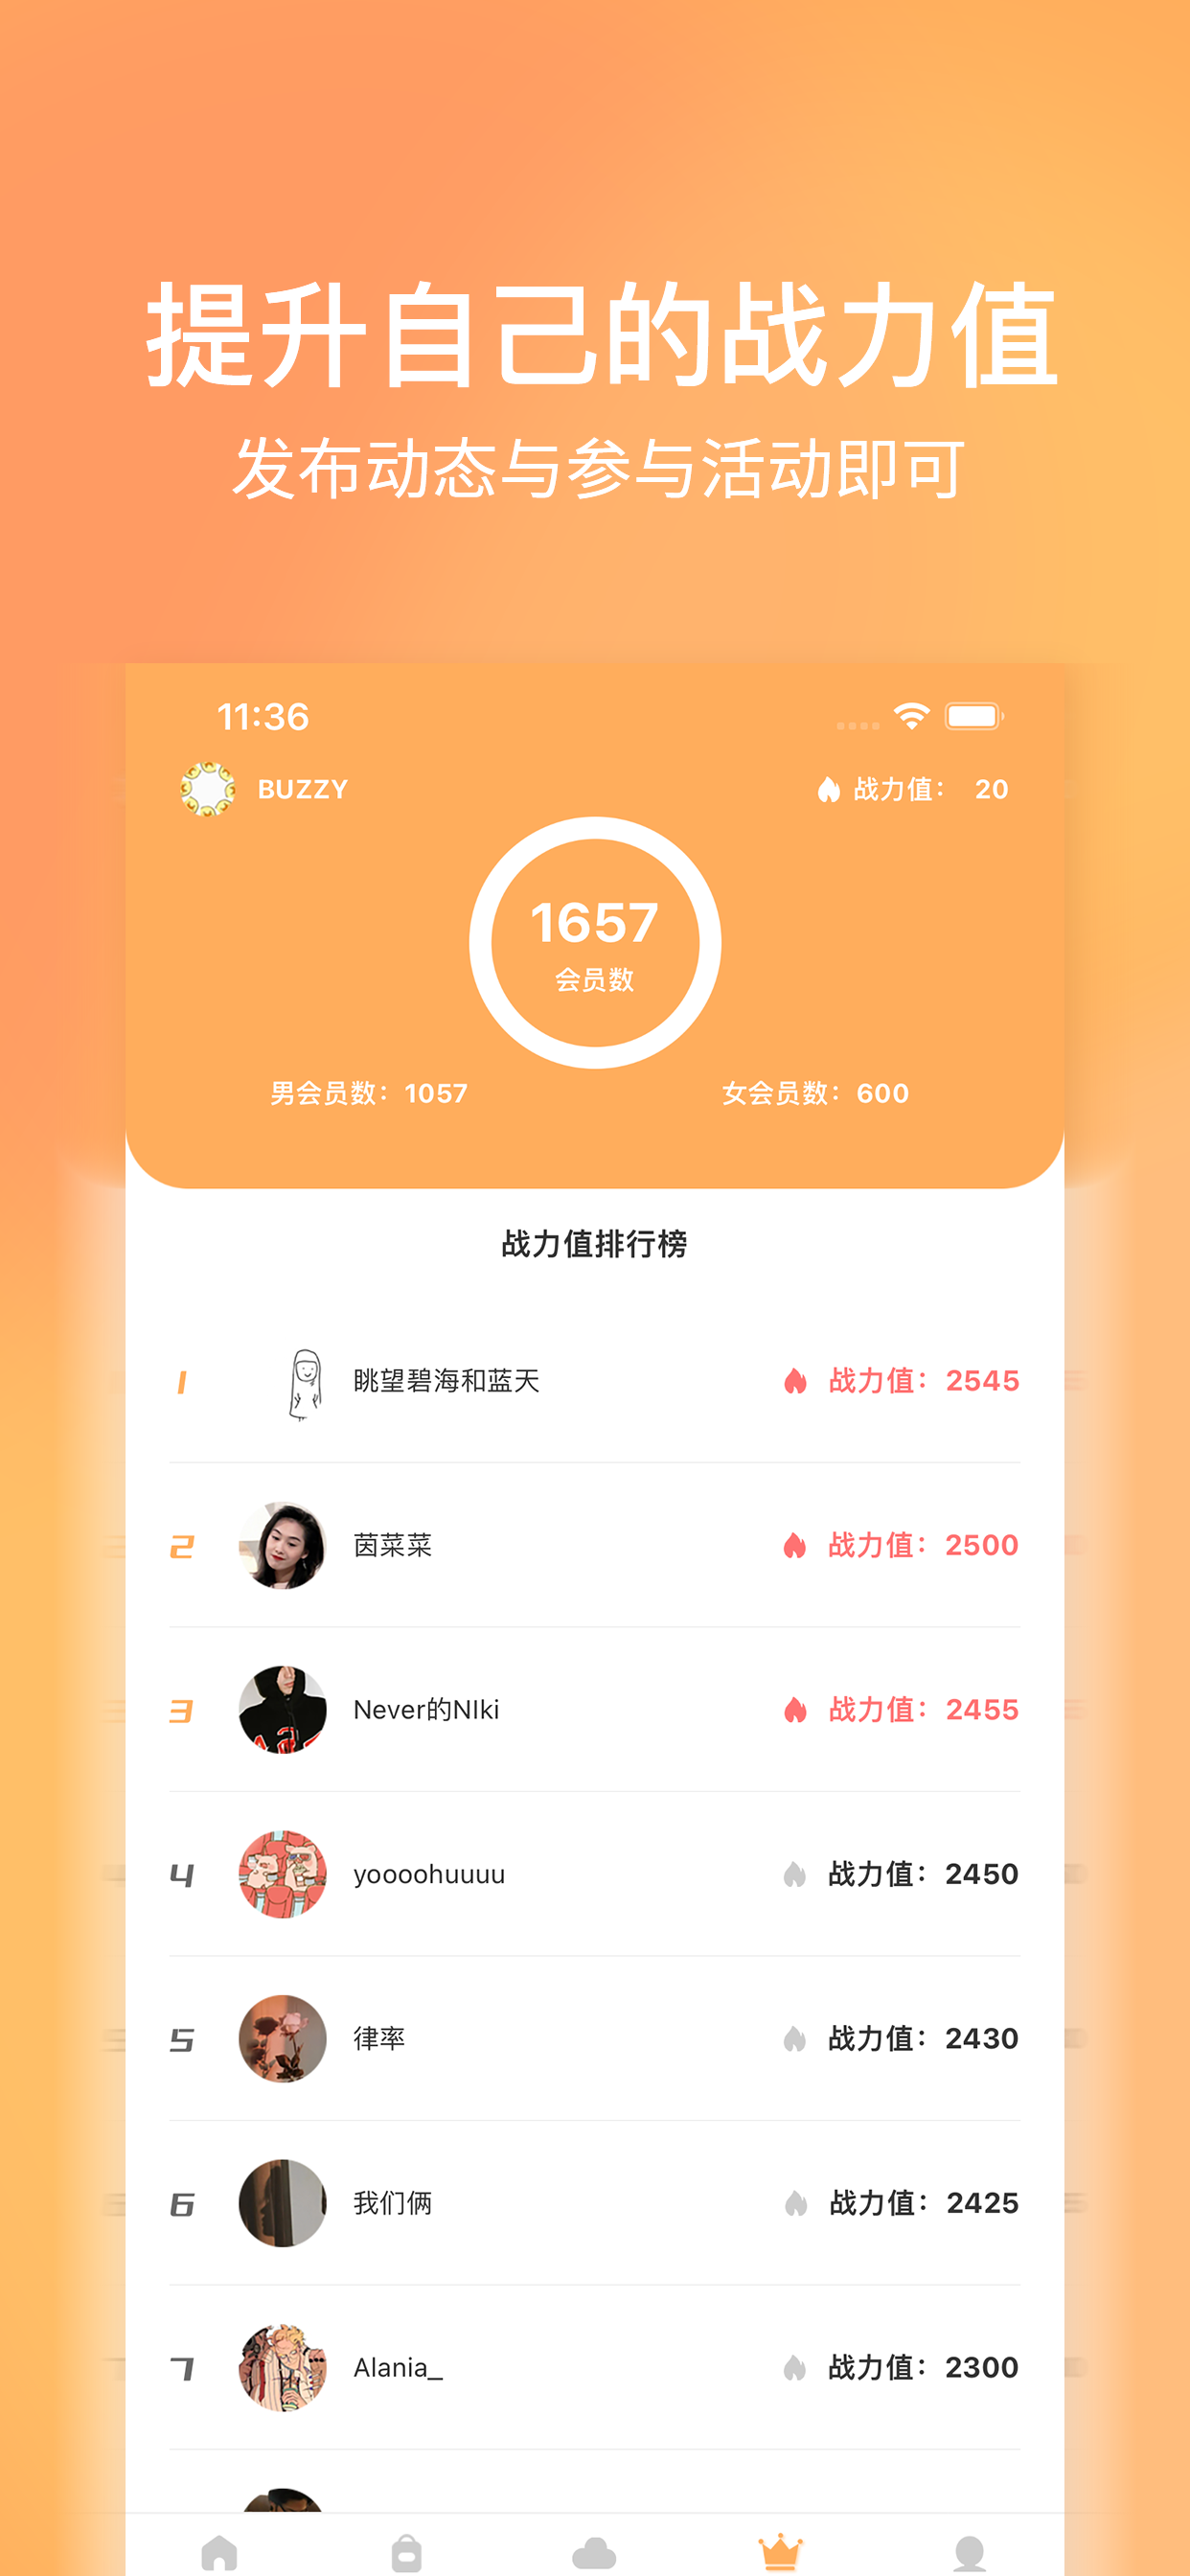 提升自己的战力值
发布动态与参与活动即可
11:36
BUZZY 战力值： 20
1657
会员数
男会员数：1057 女会员数：600
战力值排行榜
1 眺望碧海和蓝天 战力值：2545
2 茵菜菜 战力值：2500
3 Never的NIki 战力值：2455
4 yoooohuuuu 战力值：2450
5 律率 战力值：2430
6 我们俩 战力值：2425
7 Alania_ 战力值：2300